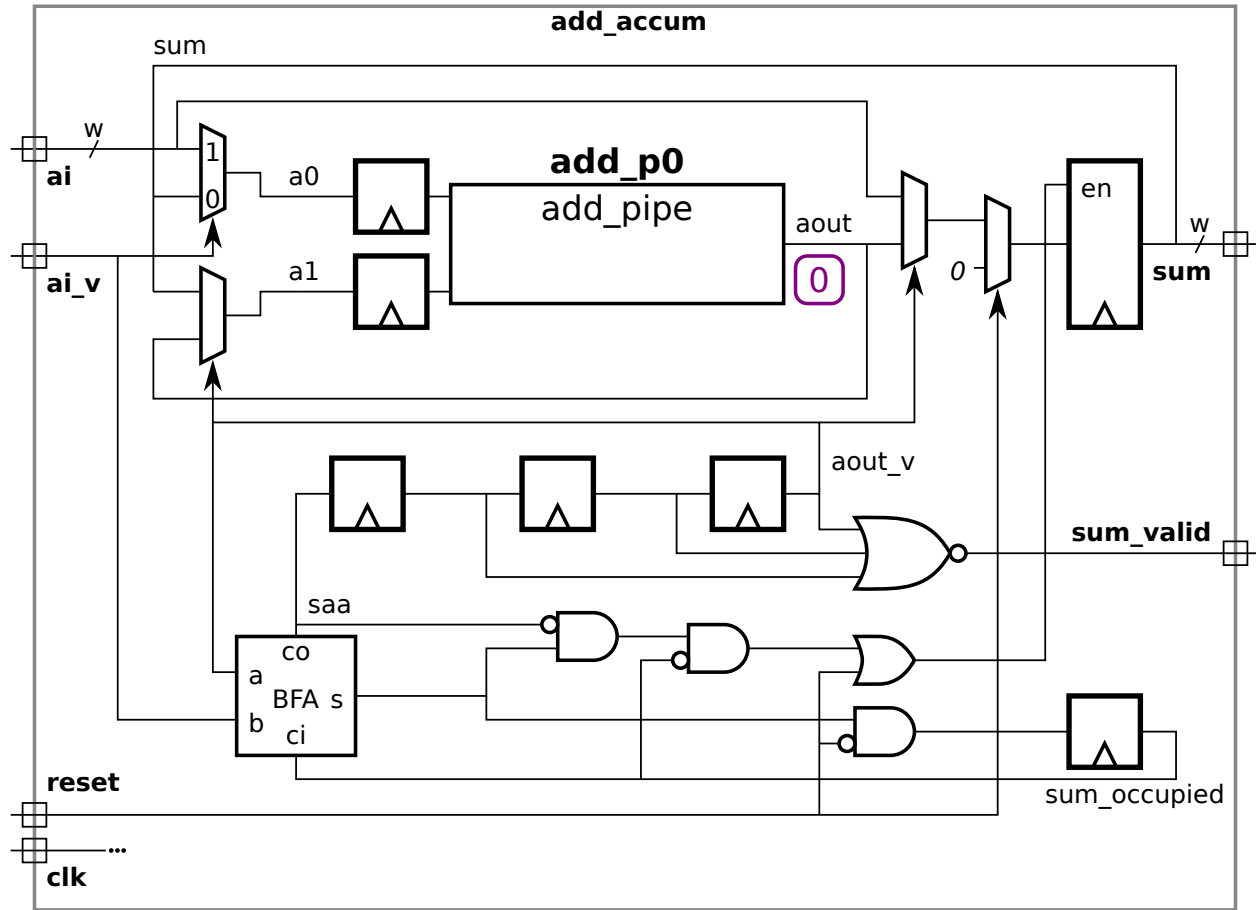 add_accum
sum
w
ai
1
0
a0
add_p0
add_pipe
aout
0
0
en
w
sum
ai_v
a1
aout_v
sum_valid
saa
co
a
BFA
s
b
ci
reset
sum_occupied
clk
...